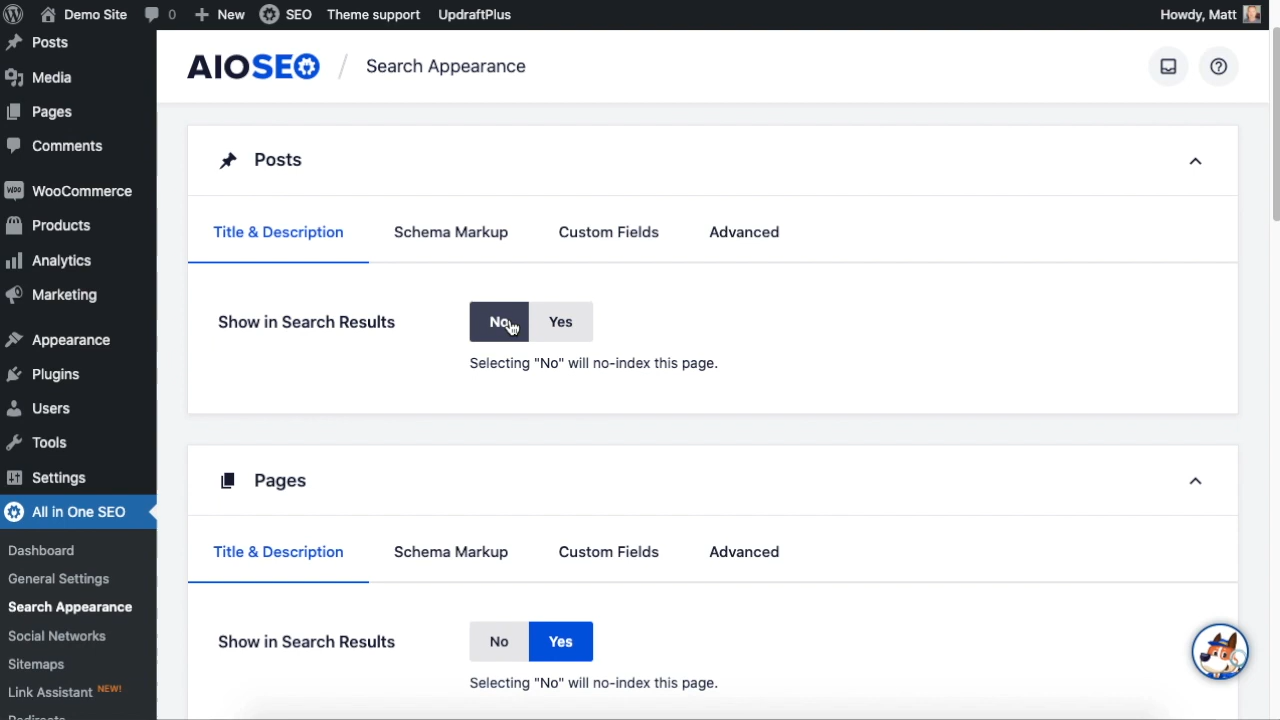 Demo Site 0 New SEO Theme support UpdraftPlus Howdy, Matt
Posts
Media
Pages
Comments
WOO WooCommerce
Products
Analytics
Marketing
Appearance
Plugins
Users
Tools
Settings
All in One SEO
Dashboard
General Settings
Search Appearance
Social Networks
Sitemaps
Link Assistant NEW!
Redirects
AIOSEO / Search Appearance
Posts
Title & Description Schema Markup Custom Fields Advanced
Show in Search Results No Yes
Selecting "No" will no-index this page.
Pages
Title & Description Schema Markup Custom Fields Advanced
Show in Search Results No Yes
Selecting "No" will no-index this page.